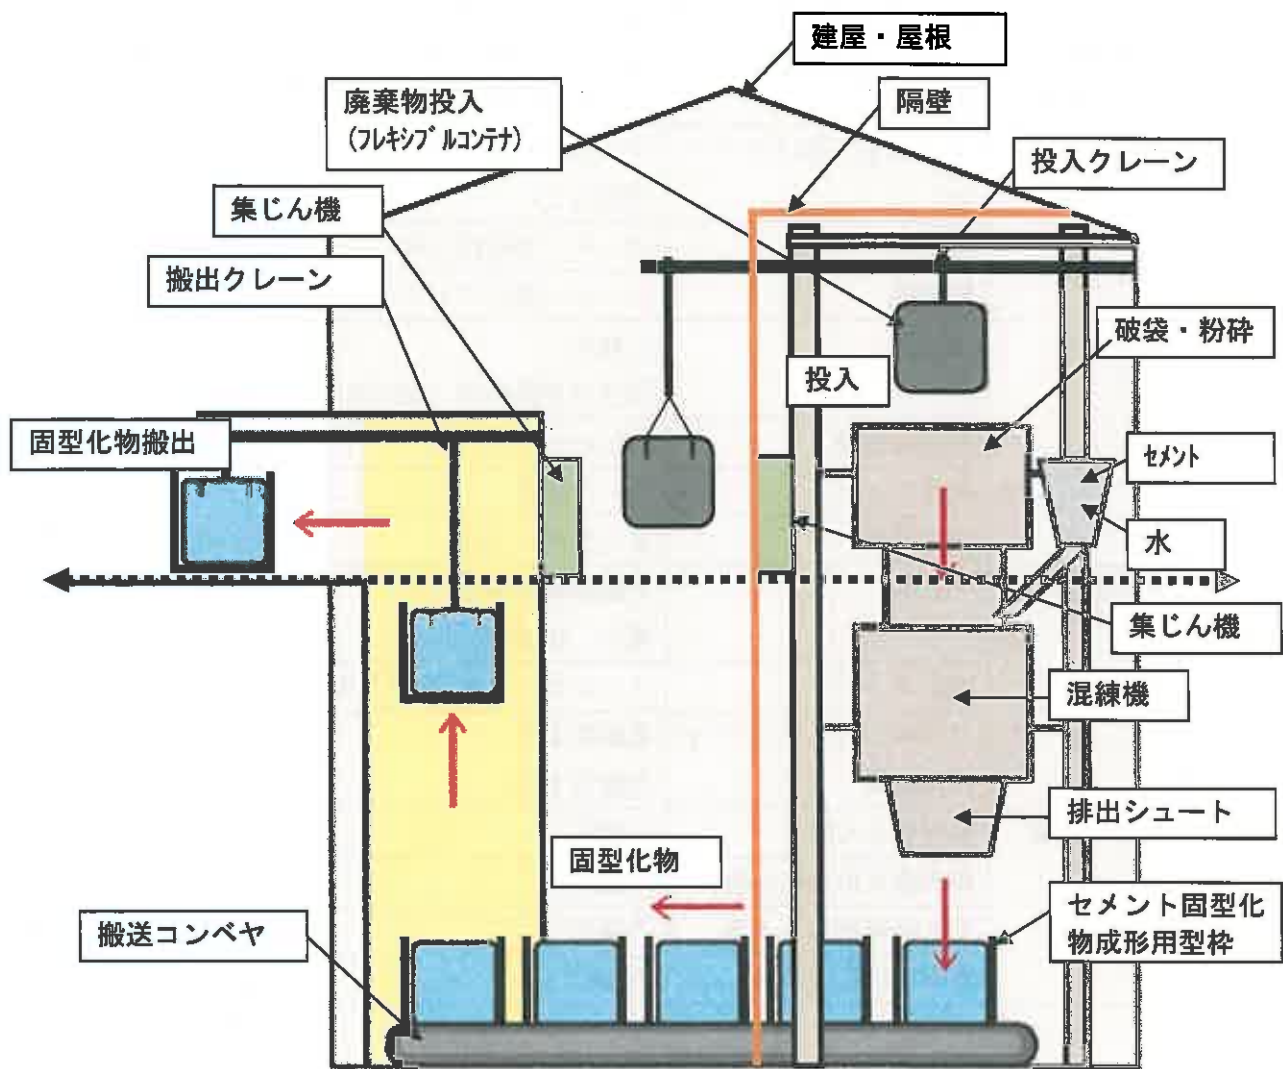 建屋・屋根
廃棄物投入
(ﾌﾚｷｼﾌﾞﾙｺﾝﾃﾅ)
隔壁
投入クレーン
集じん機
搬出クレーン
破袋・粉砕
投入
固型化物搬出
ｾﾒﾝﾄ
水
集じん機
混練機
排出シュート
固型化物
セメント固型化
物成形用型枠
搬送コンベヤ